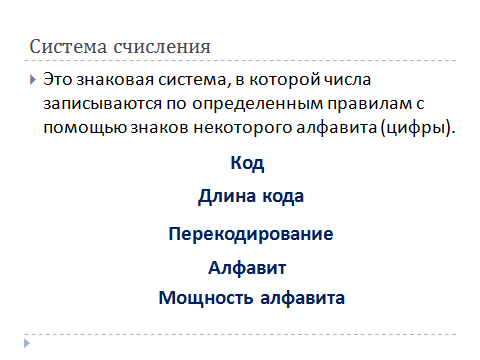 Система счисления
Это знаковая система, в которой числа
записываются по определенным правилам с
помощью знаков некоторого алфавита (цифры).
Код
Длина кода
Перекодирование
Алфавит
Мощность алфавита